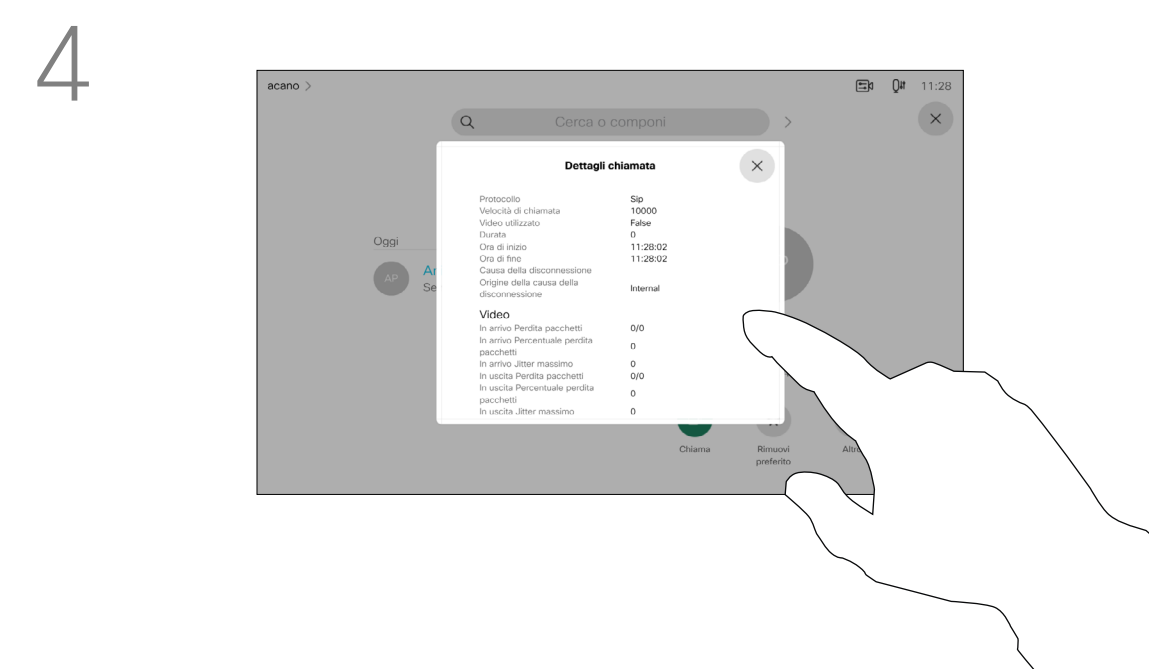 4
acano >
11:28
Cerca o componi
Dettagli chiamata
Protocollo Sip
Velocità di chiamata 10000
Video utilizzato False
Durata 0
Oggi
Ora di inizio 11:28:02
Ora di fine 11:28:02
AP
Causa della disconnessione
Origine della causa della
disconnessione Internal
Video
In arrivo Perdita pacchetti 0/0
In arrivo Percentuale perdita
pacchetti 0
In arrivo Jitter massimo 0
In uscita Perdita pacchetti 0/0
In uscita Percentuale perdita
pacchetti 0
In uscita Jitter massimo 0
Chiama
Rimuovi
preferito